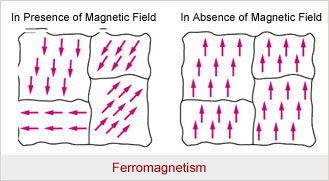 In Presence of Magnetic Field
In Absence of Magnetic Field
Ferromagnetism